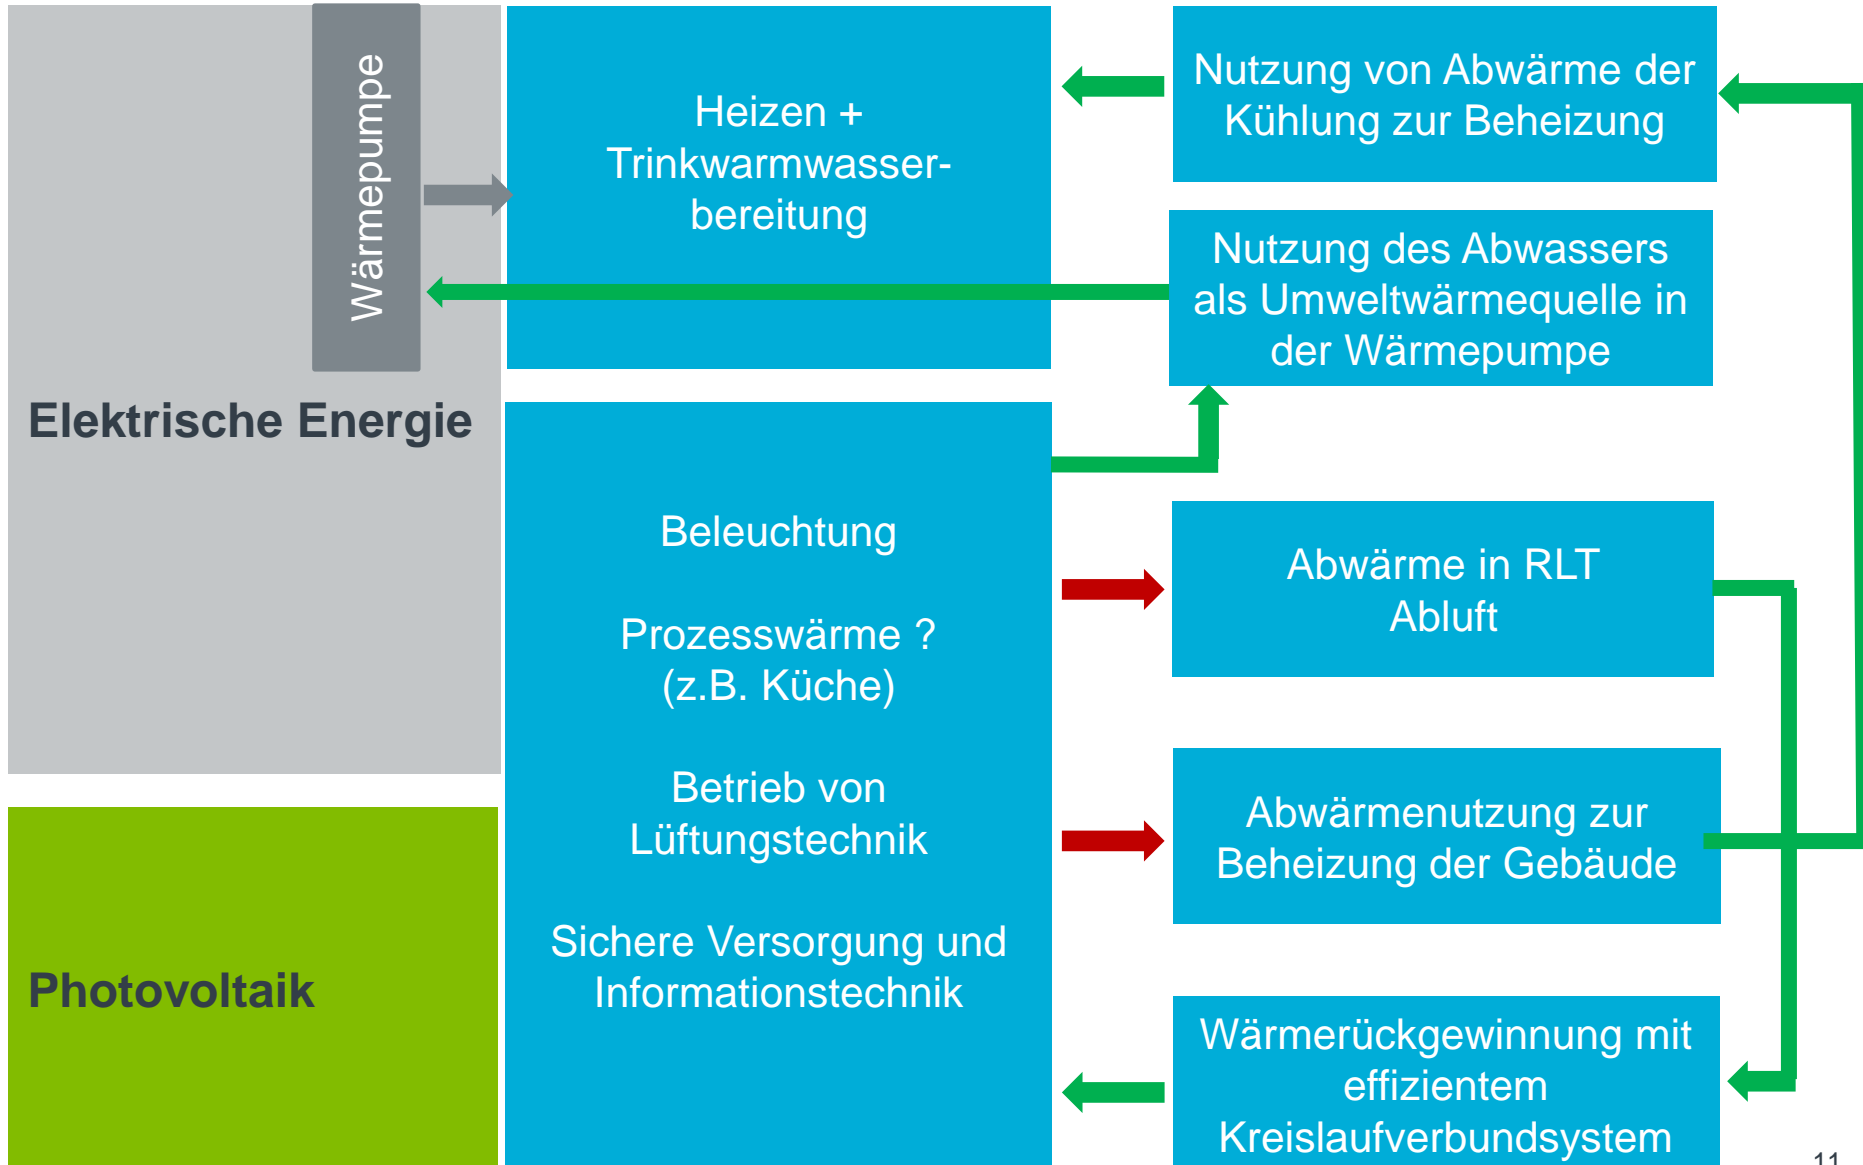 Wärmepumpe
Elektrische Energie
Photovoltaik
Heizen +
Trinkwarmwasser-
bereitung
Beleuchtung
Prozesswärme ?
(z.B. Küche)
Betrieb von
Lüftungstechnik
Sichere Versorgung und
Informationstechnik
Nutzung von Abwärme der
Kühlung zur Beheizung
Nutzung des Abwassers
als Umweltwärmequelle in
der Wärmepumpe
Abwärme in RLT
Abluft
Abwärmenutzung zur
Beheizung der Gebäude
Wärmerückgewinnung mit
effizientem
Kreislaufverbundsystem
11